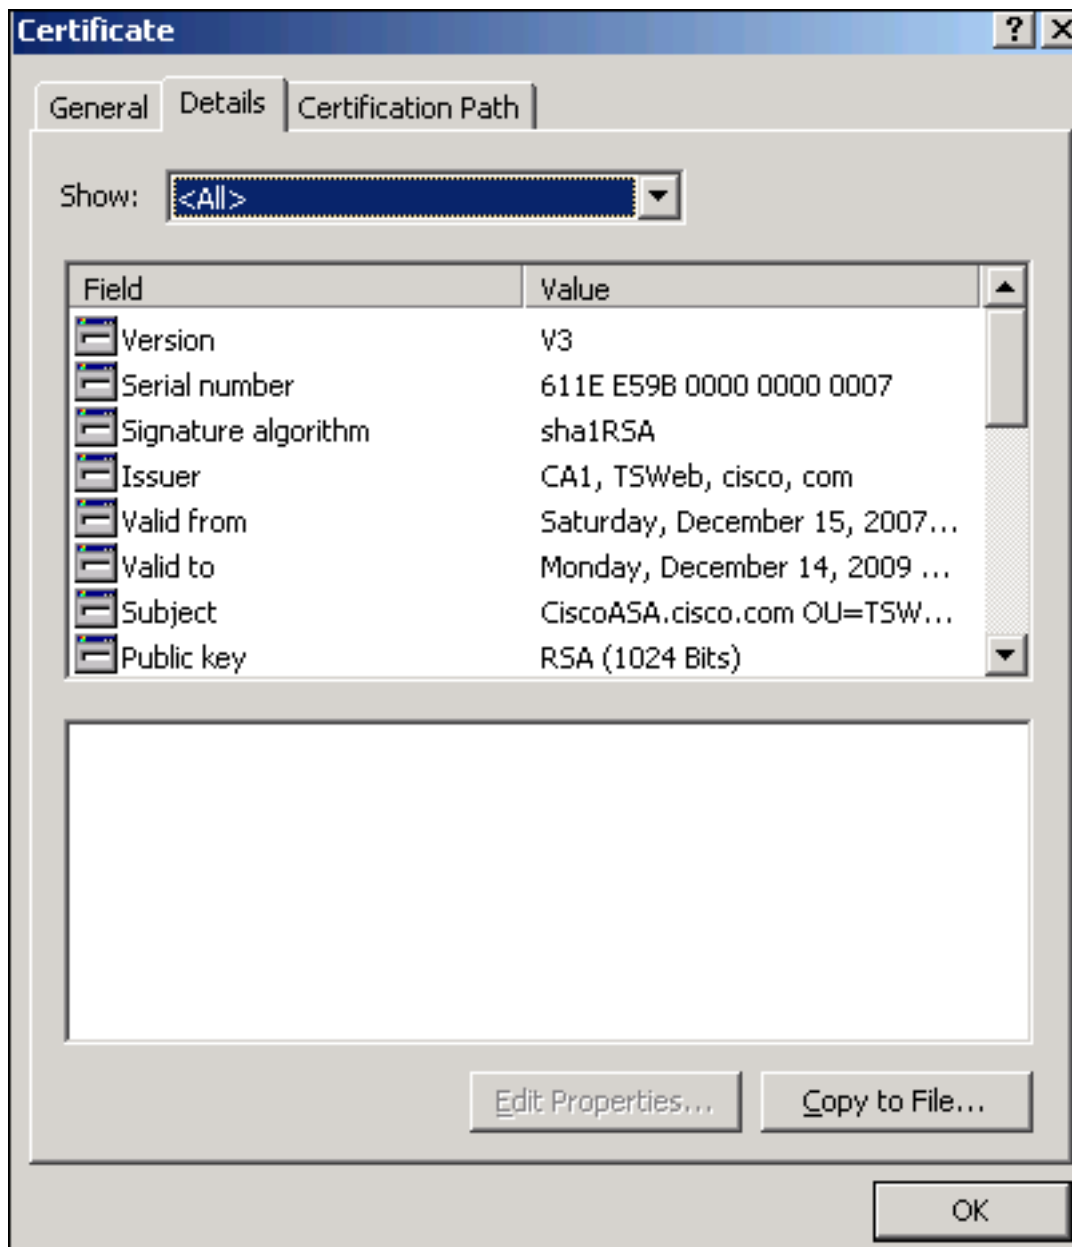 Certificate
General Details Certification Path
Show: <All>
Field Value
Version V3
Serial number 611E E59B 0000 0000 0007
Signature algorithm sha1RSA
Issuer CA1, TSWeb, cisco, com
Valid from Saturday, December 15, 2007...
Valid to Monday, December 14, 2009 ...
Subject CiscoASA.cisco.com OU=TSW...
Public key RSA (1024 Bits)
Edit Properties... Copy to File...
OK